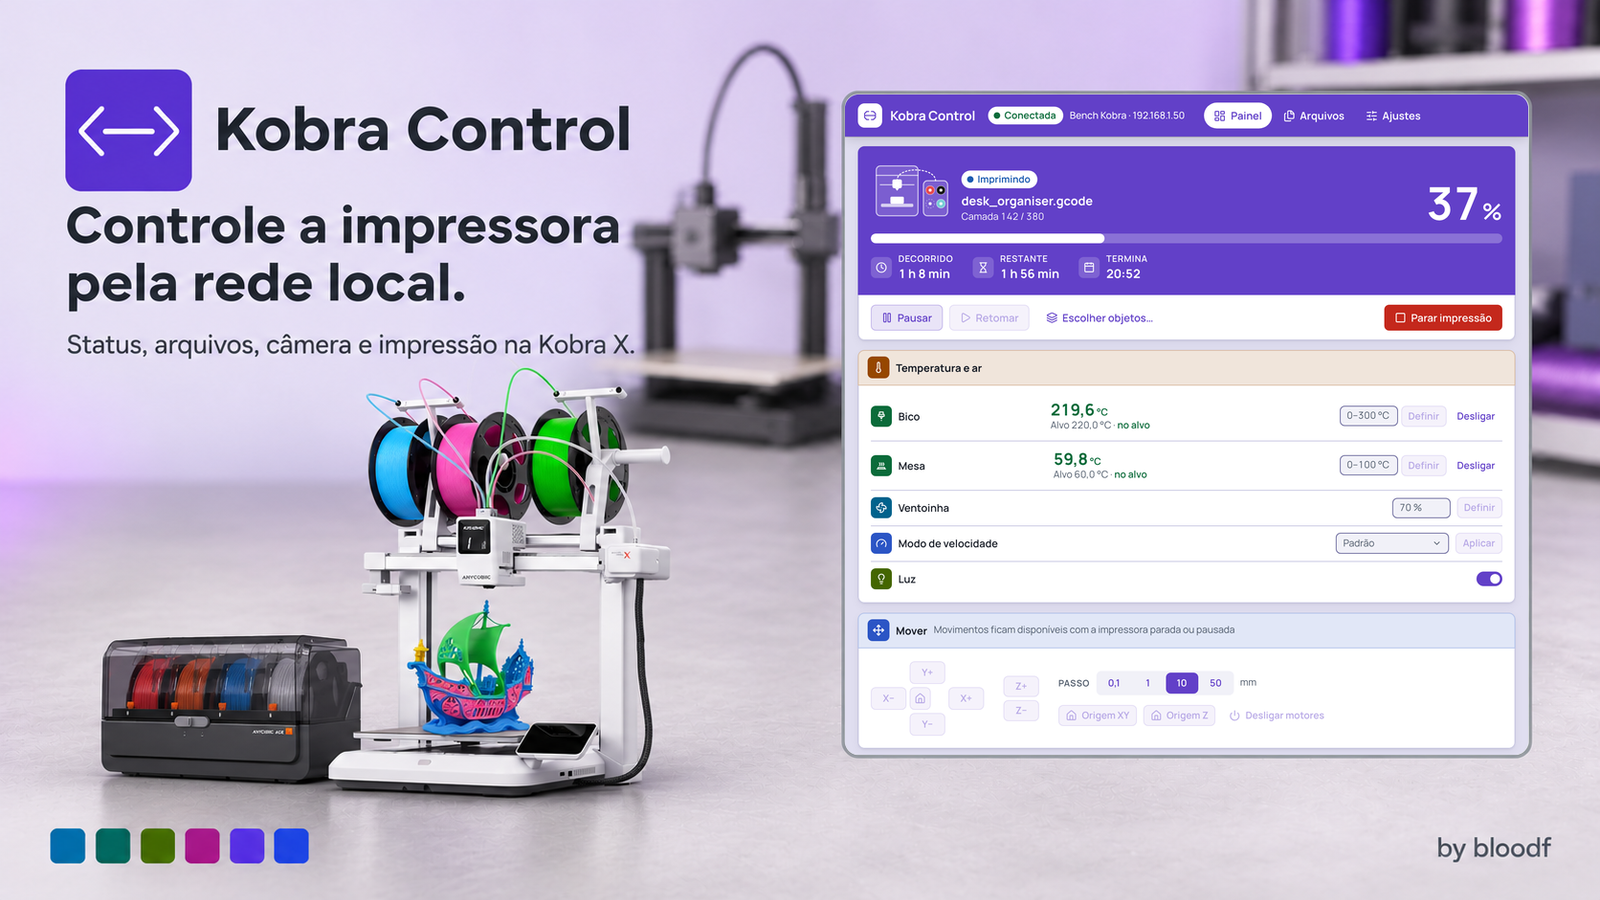 Kobra Control
Controle a impressora
pela rede local.
Status, arquivos, câmera e impressão na Kobra X.
Kobra Control
Conectada
Bench Kobra · 192.168.1.50
Painel
Arquivos
Ajustes
Imprimindo
desk_organiser.gcode
Camada 142 / 380
37 %
DECORRIDO
1 h 8 min
RESTANTE
1 h 56 min
TERMINA
20:52
Pausar
Retomar
Escolher objetos...
Parar impressão
Temperatura e ar
Bico
219,6 °C
Alvo 220,0 °C · no alvo
0–300 °C
Definir
Desligar
Mesa
59,8 °C
Alvo 60,0 °C · no alvo
0–100 °C
Definir
Desligar
Ventoinha
70 %
Definir
Modo de velocidade
Padrão
Aplicar
Luz
Mover
Movimentos ficam disponíveis com a impressora parada ou pausada
Y+
X−
X+
Y−
Z+
Z−
PASSO
0,1
1
10
50
mm
Origem XY
Origem Z
Desligar motores
ANYCUBIC
X
ANYCUBIC ACE
by bloodf